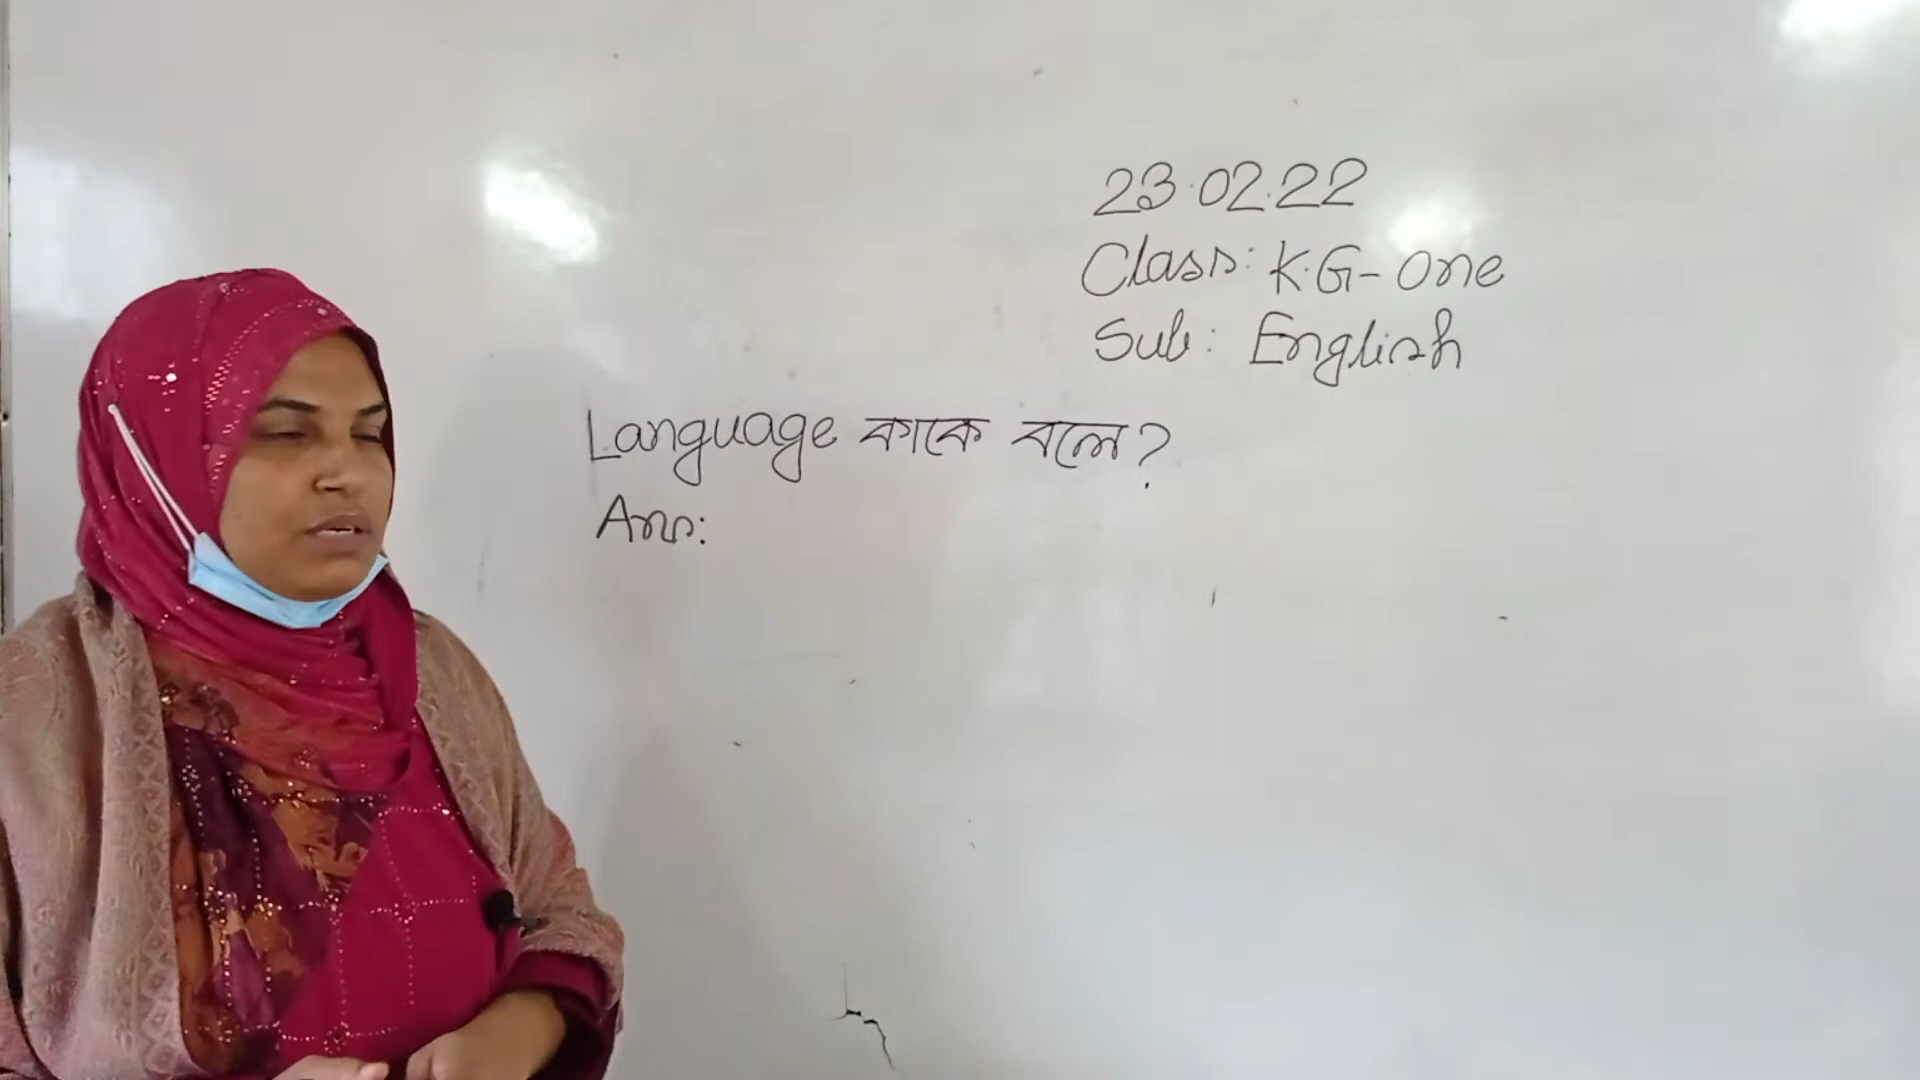 23.02.22
Class: K.G- One
Sub: English
Language কাকে বলে?
Ans: